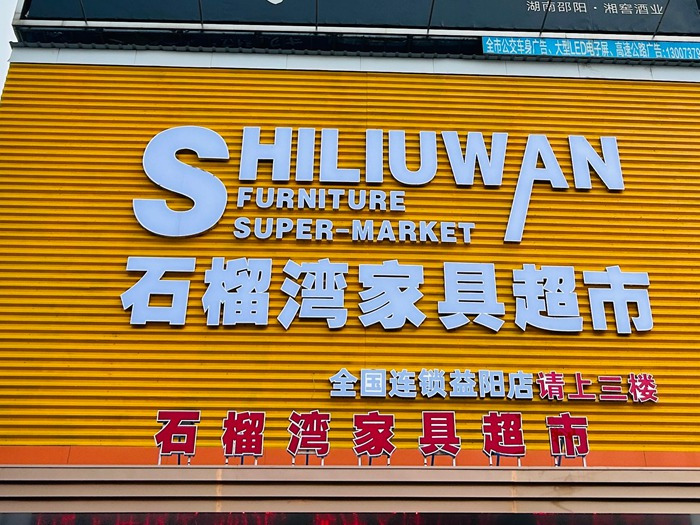 湖南邵阳·湘窖酒业
全市公交车身广告、大型LED电子屏、高速公路广告:13007379
SHILIUWAN
FURNITURE
SUPER-MARKET
石榴湾家具超市
全国连锁益阳店请上三楼
石榴湾家具超市